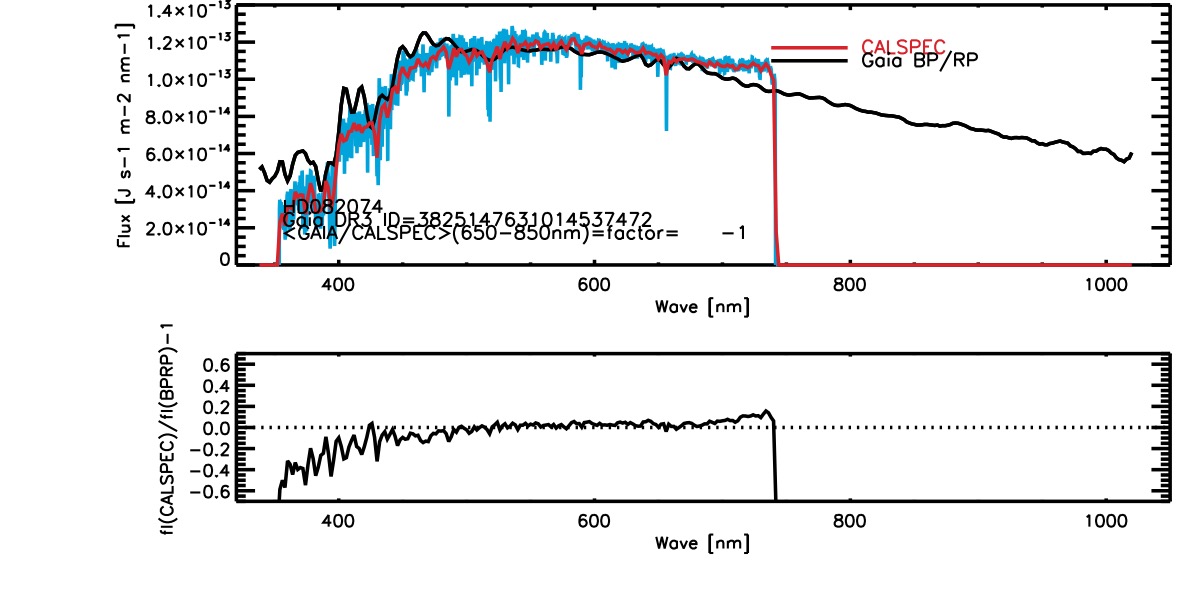 1.4×10−13
1.2×10−13
1.0×10−13
8.0×10−14
6.0×10−14
4.0×10−14
2.0×10−14
0
Flux [J s−1 m−2 nm−1]
CALSPEC
Gaia BP/RP
HD082074
Gaia DR3 ID=3825147631014537472
<GAIA/CALSPEC>(650−850nm)=factor= −1
400 600 800 1000
Wave [nm]
fl(CALSPEC)/fl(BPRP)−1
0.6
0.4
0.2
0.0
−0.2
−0.4
−0.6
400 600 800 1000
Wave [nm]